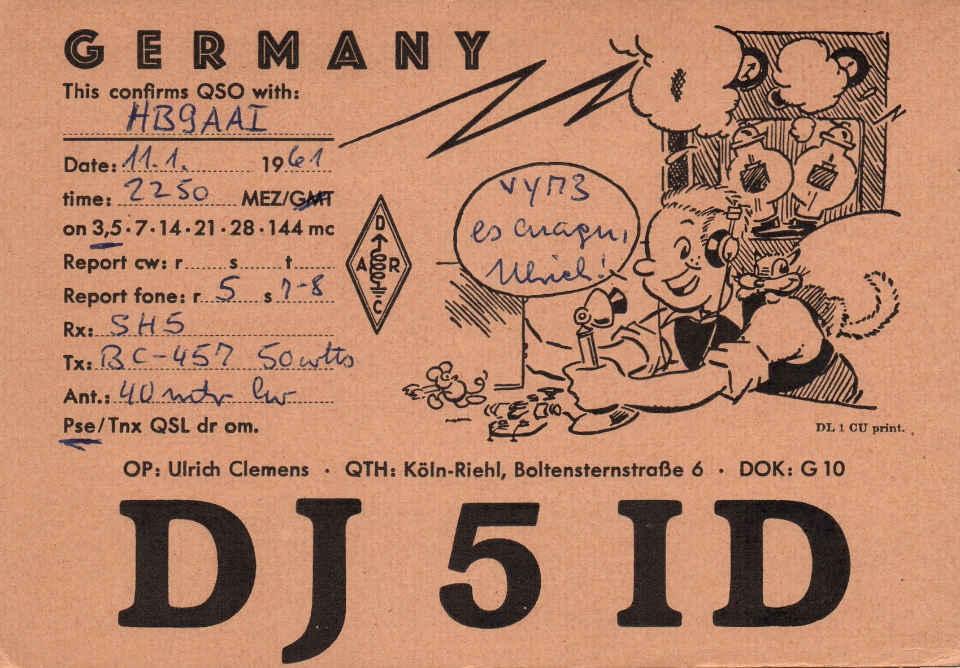 GERMANY
This confirms QSO with:
HB9AAI
Date: 11.1. 1961
time: 2250 MEZ/GMT
on 3,5 · 7 · 14 · 21 · 28 · 144 mc
Report cw: r s t
Report fone: r 5 s 7-8
Rx: SH5
Tx: BC-457 50 wtts
Ant.: 40 mtr lw
Pse/Tnx QSL dr om.
DARC
vy 73
es cuagn,
Ulrich!
DL 1 CU print.
OP: Ulrich Clemens · QTH: Köln-Riehl, Boltensternstraße 6 · DOK: G 10
DJ 5 ID